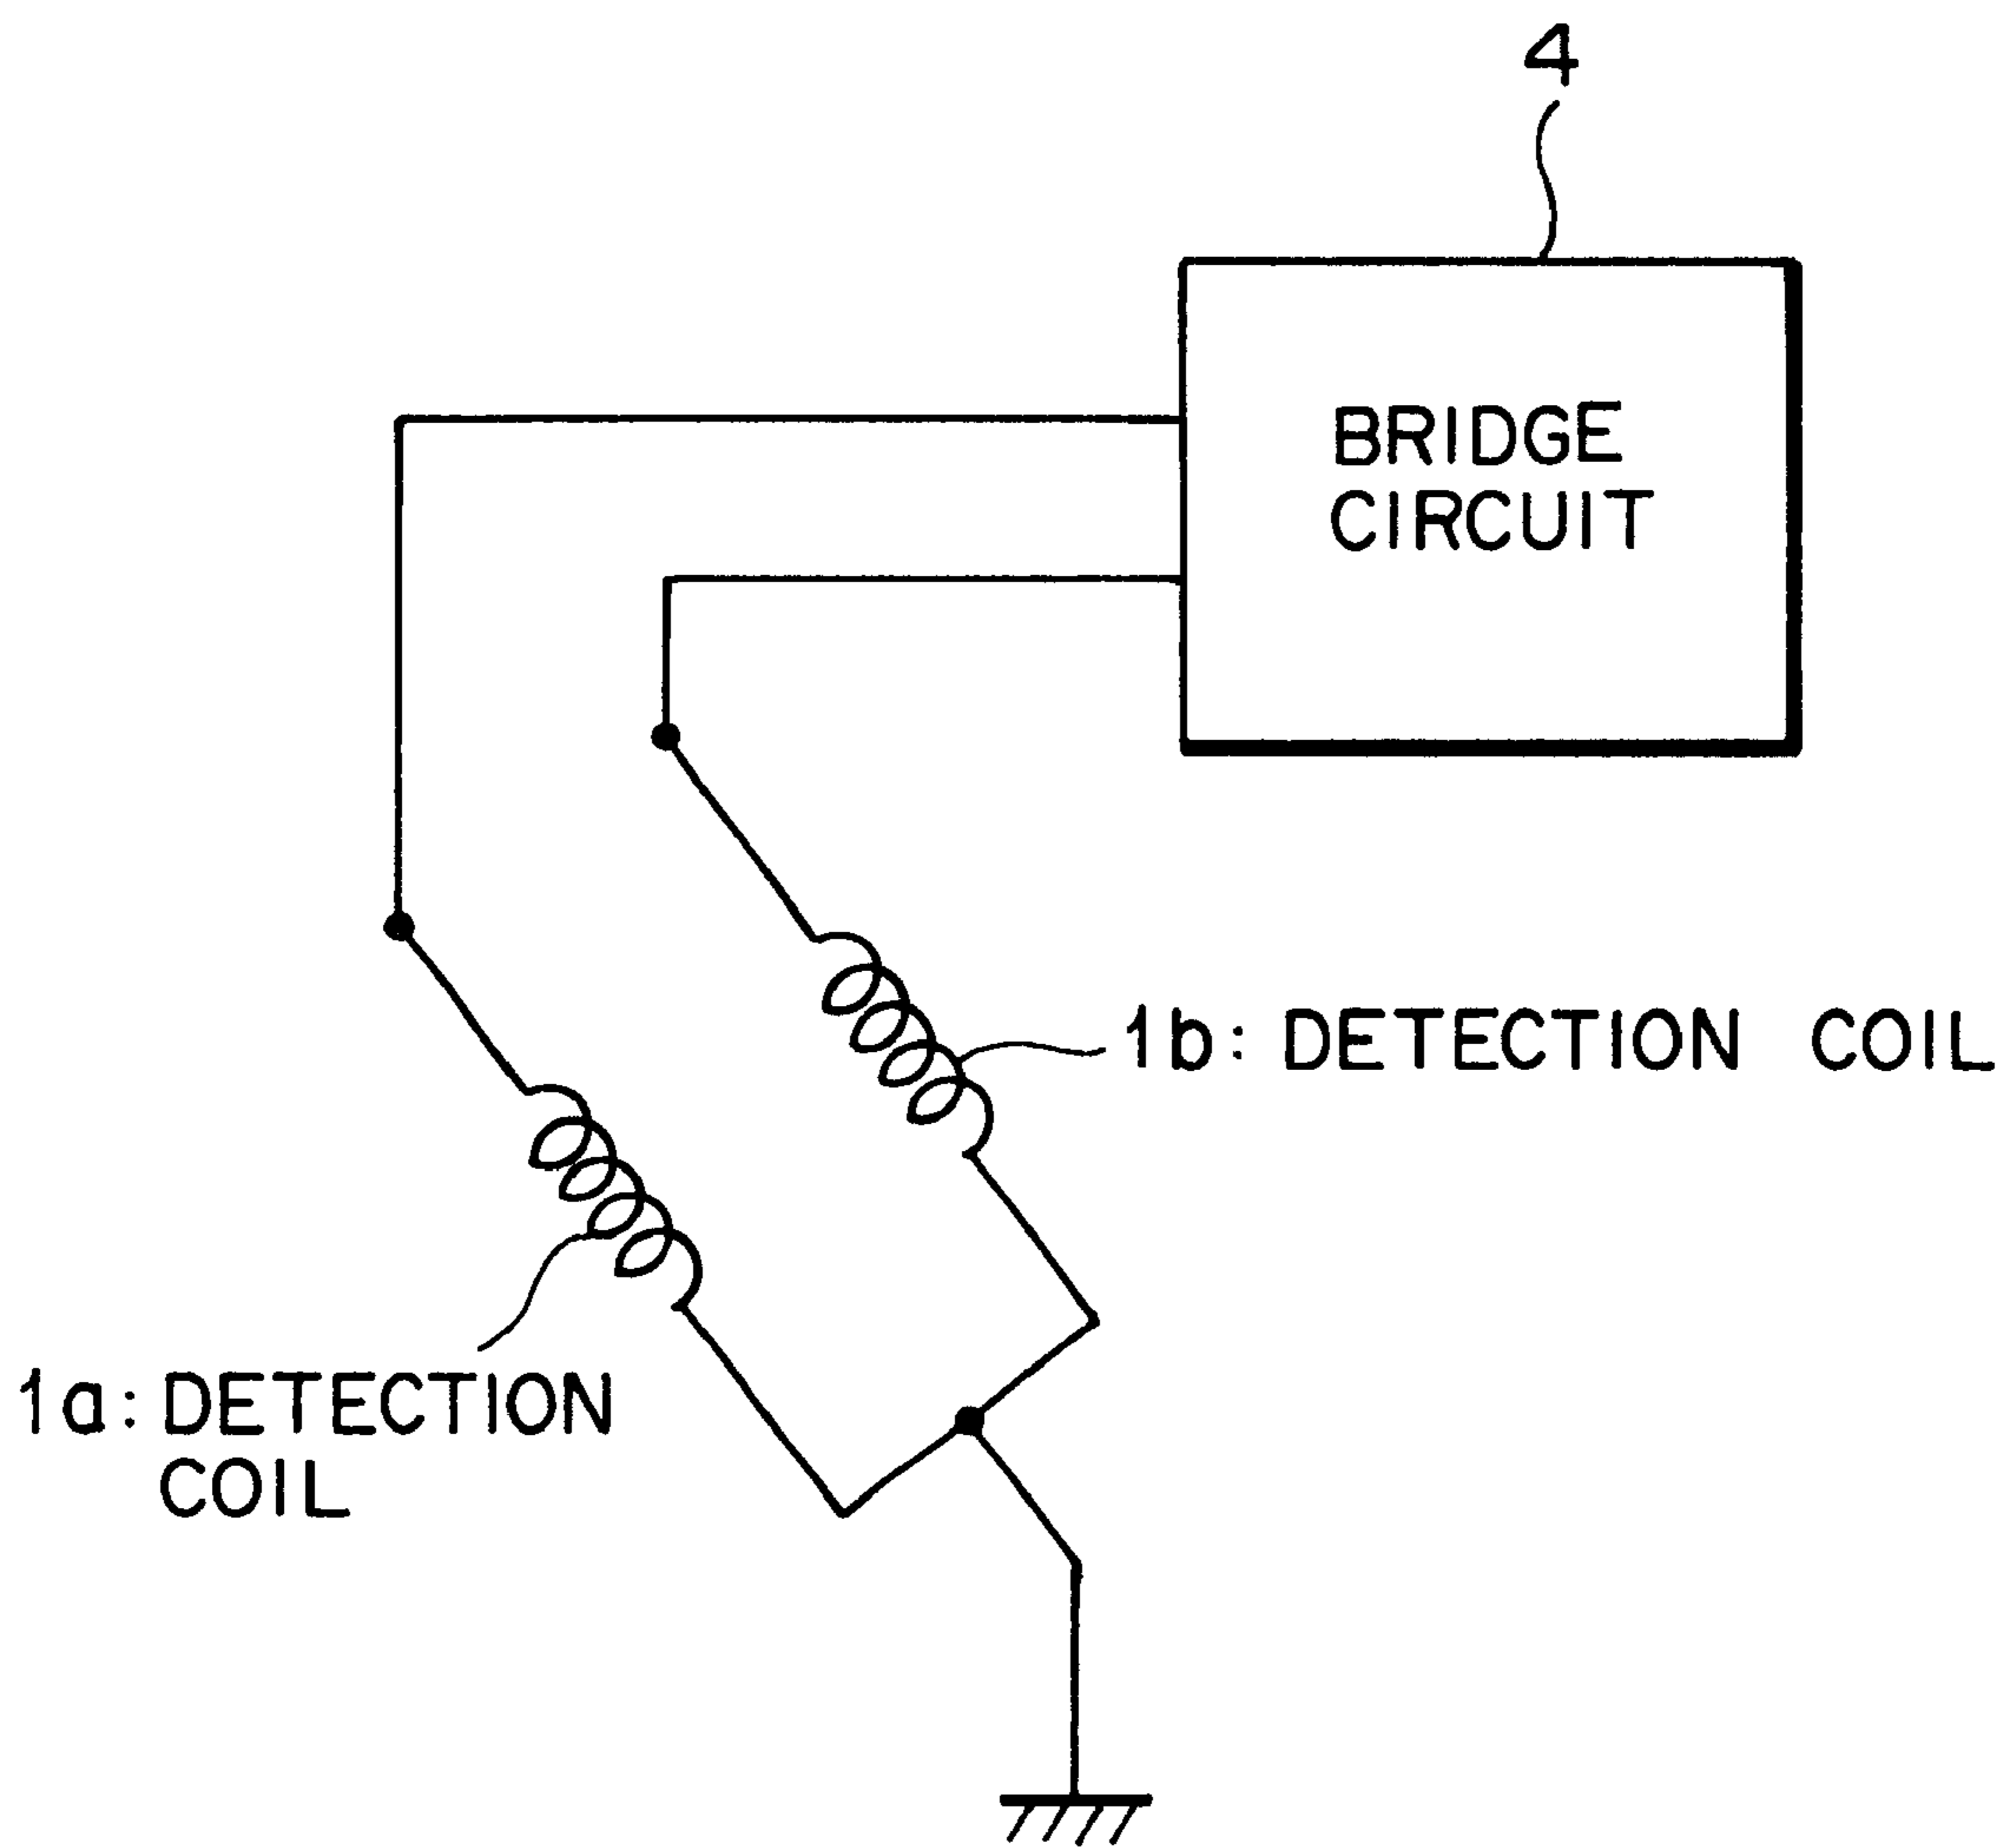 4
BRIDGE
CIRCUIT
1b: DETECTION COIL
1a: DETECTION
COIL